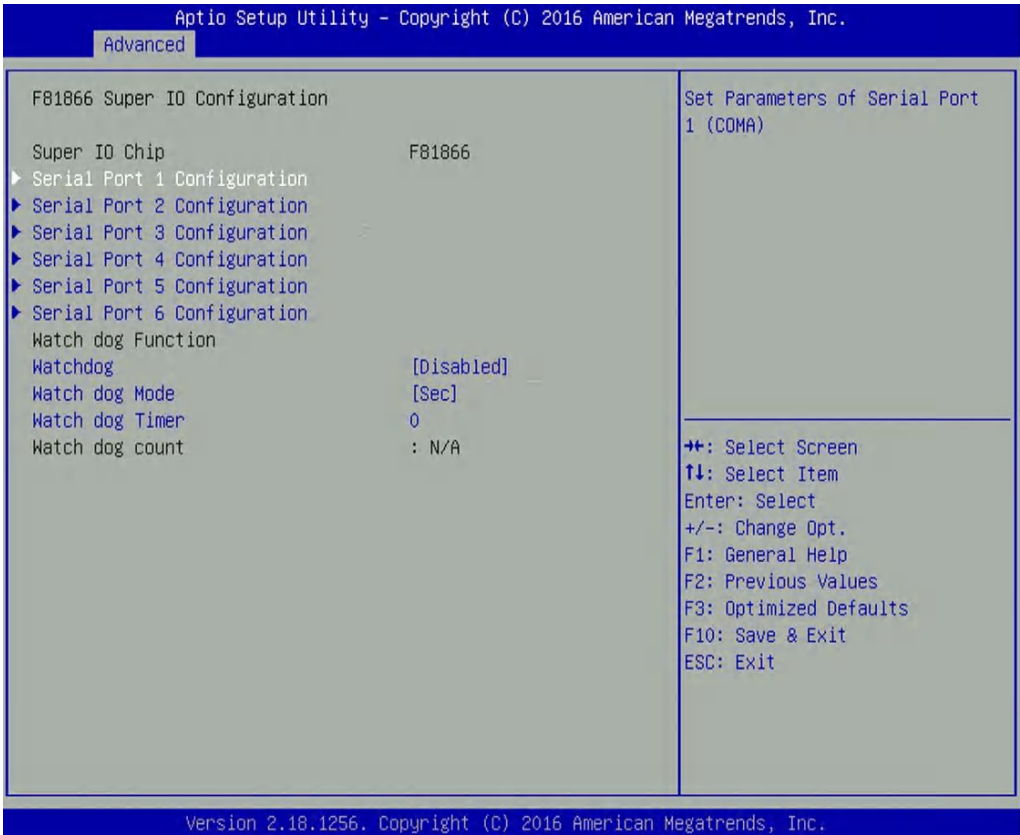 Aptio Setup Utility – Copyright (C) 2016 American Megatrends, Inc.
Advanced
F81866 Super IO Configuration
Super IO Chip F81866
Serial Port 1 Configuration
Serial Port 2 Configuration
Serial Port 3 Configuration
Serial Port 4 Configuration
Serial Port 5 Configuration
Serial Port 6 Configuration
Watch dog Function
Watchdog [Disabled]
Watch dog Mode [Sec]
Watch dog Timer 0
Watch dog count : N/A
Set Parameters of Serial Port
1 (COMA)
→←: Select Screen
↑↓: Select Item
Enter: Select
+/-: Change Opt.
F1: General Help
F2: Previous Values
F3: Optimized Defaults
F10: Save & Exit
ESC: Exit
Version 2.18.1256. Copyright (C) 2016 American Megatrends, Inc.